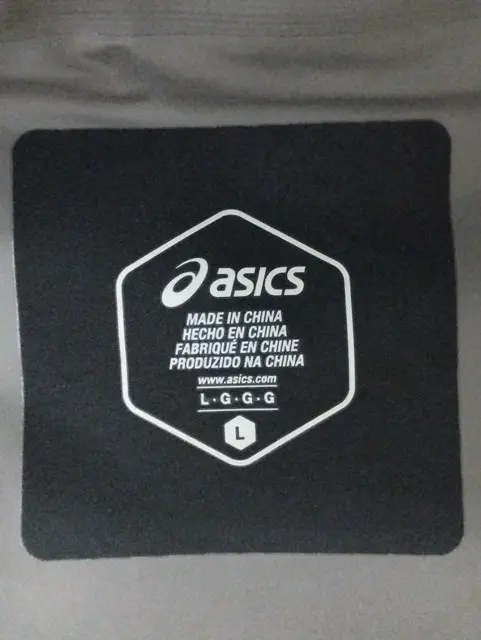 asics
MADE IN CHINA
HECHO EN CHINA
FABRIQUÉ EN CHINE
PRODUZIDO NA CHINA
www.asics.com
L·G·G·G
L